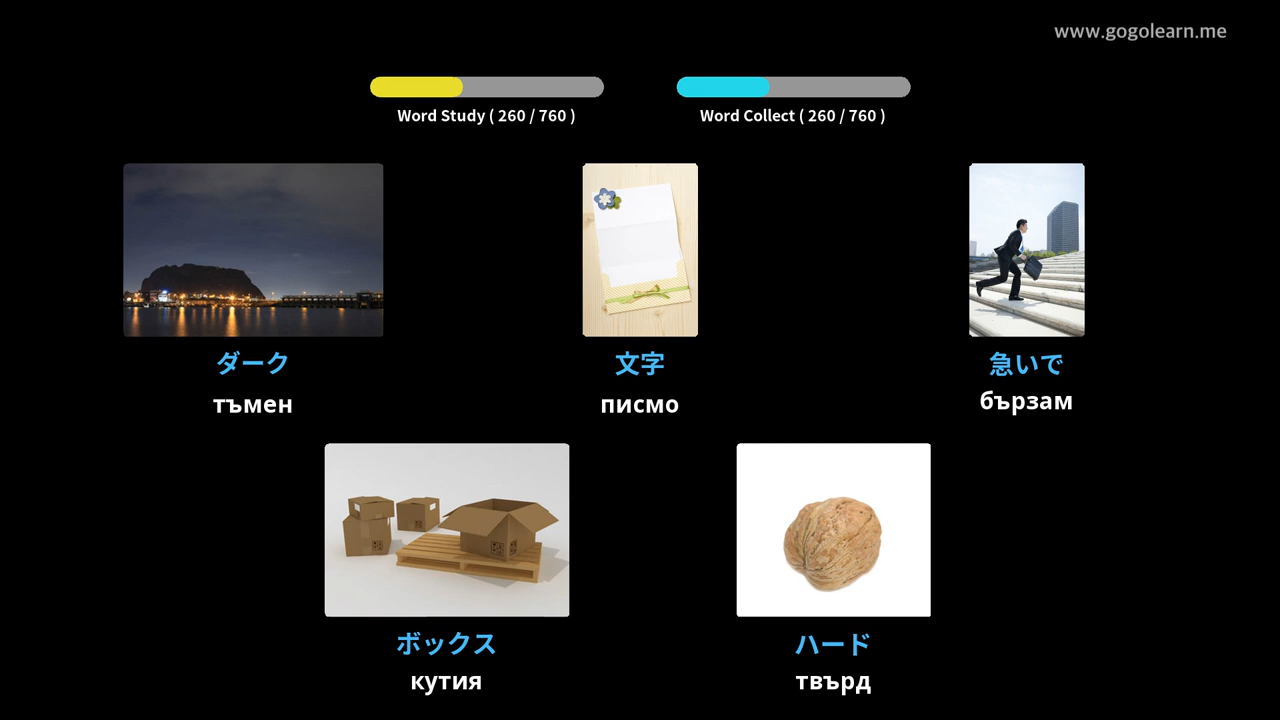 www.gogolearn.me
Word Study ( 260 / 760 )
Word Collect ( 260 / 760 )
ダーク
тъмен
文字
писмо
急いで
бързам
ボックス
кутия
ハード
твърд